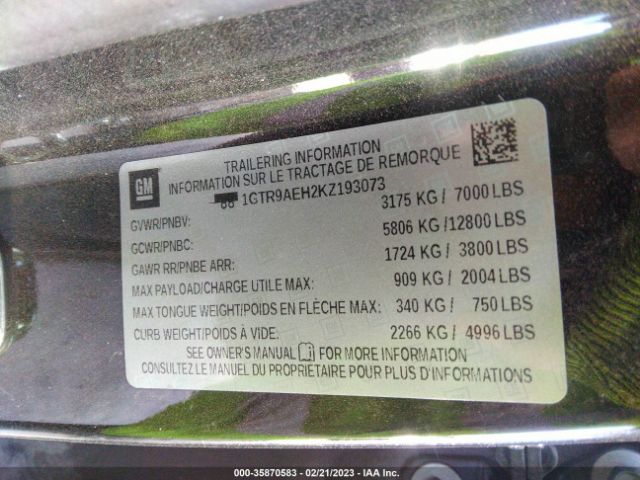 GM
TRAILERING INFORMATION
INFORMATION SUR LE TRACTAGE DE REMORQUE
1GTR9AEH2KZ193073
GVWR/PNBV: 3175 KG / 7000 LBS
GCWR/PNBC: 5806 KG /12800 LBS
GAWR RR/PNBE ARR: 1724 KG / 3800 LBS
MAX PAYLOAD/CHARGE UTILE MAX: 909 KG / 2004 LBS
MAX TONGUE WEIGHT/POIDS EN FLÈCHE MAX: 340 KG / 750 LBS
CURB WEIGHT/POIDS À VIDE: 2266 KG / 4996 LBS
SEE OWNER'S MANUAL FOR MORE INFORMATION
CONSULTEZ LE MANUEL DU PROPRIÉTAIRE POUR PLUS D'INFORMATIONS
000-35870583 - 02/21/2023 - IAA Inc.